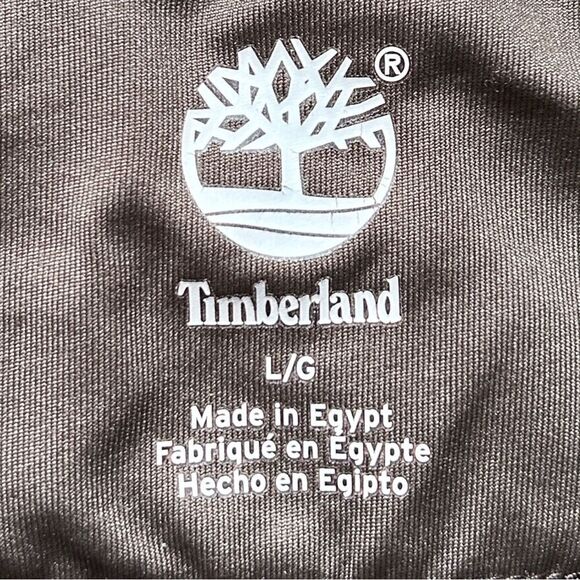 ®
Timberland
L/G
Made in Egypt
Fabriqué en Égypte
Hecho en Egipto